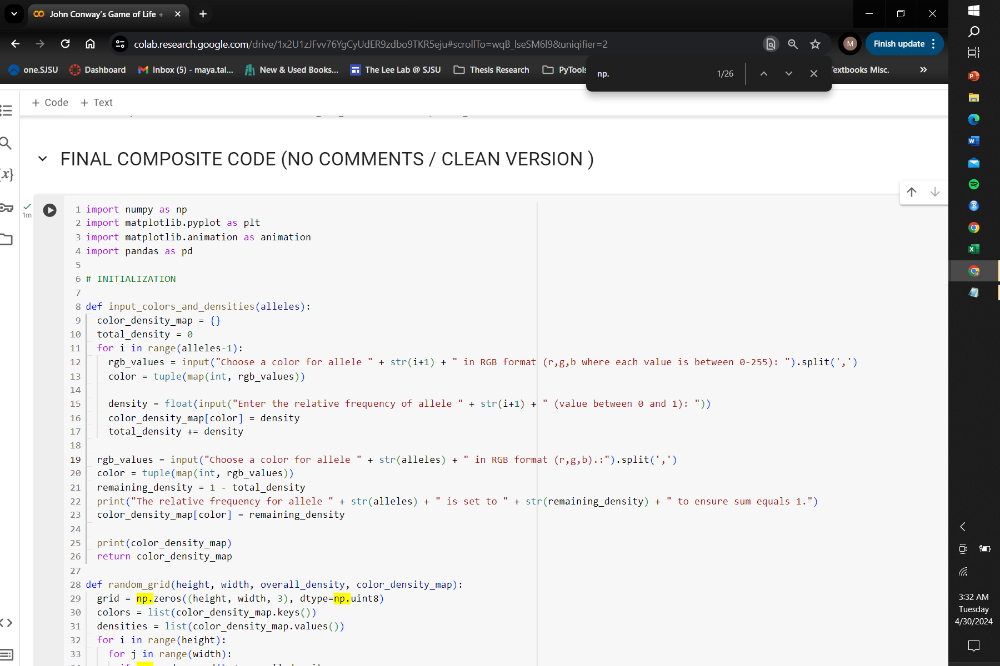 John Conway's Game of Life +
colab.research.google.com/drive/1x2U1zJFvv76YgCyUdER9zdbo9TKR5eju#scrollTo=wqB_lseSM6l9&uniqifier=2
M
Finish update
one.SJSU
Dashboard
Inbox (5) - maya.tal...
New & Used Books...
The Lee Lab @ SJSU
Thesis Research
PyTools
Textbooks Misc.
np.
1/26
+ Code
+ Text
FINAL COMPOSITE CODE (NO COMMENTS / CLEAN VERSION )
{x}
1m
1 import numpy as np
2 import matplotlib.pyplot as plt
3 import matplotlib.animation as animation
4 import pandas as pd
5
6 # INITIALIZATION
7
8 def input_colors_and_densities(alleles):
9 color_density_map = {}
10 total_density = 0
11 for i in range(alleles-1):
12 rgb_values = input("Choose a color for allele " + str(i+1) + " in RGB format (r,g,b where each value is between 0-255): ").split(',')
13 color = tuple(map(int, rgb_values))
14
15 density = float(input("Enter the relative frequency of allele " + str(i+1) + " (value between 0 and 1): "))
16 color_density_map[color] = density
17 total_density += density
18
19 rgb_values = input("Choose a color for allele " + str(alleles) + " in RGB format (r,g,b).:").split(',')
20 color = tuple(map(int, rgb_values))
21 remaining_density = 1 - total_density
22 print("The relative frequency for allele " + str(alleles) + " is set to " + str(remaining_density) + " to ensure sum equals 1.")
23 color_density_map[color] = remaining_density
24
25 print(color_density_map)
26 return color_density_map
27
28 def random_grid(height, width, overall_density, color_density_map):
29 grid = np.zeros((height, width, 3), dtype=np.uint8)
30 colors = list(color_density_map.keys())
31 densities = list(color_density_map.values())
32 for i in range(height):
33 for j in range(width):
3:32 AM
Tuesday
4/30/2024